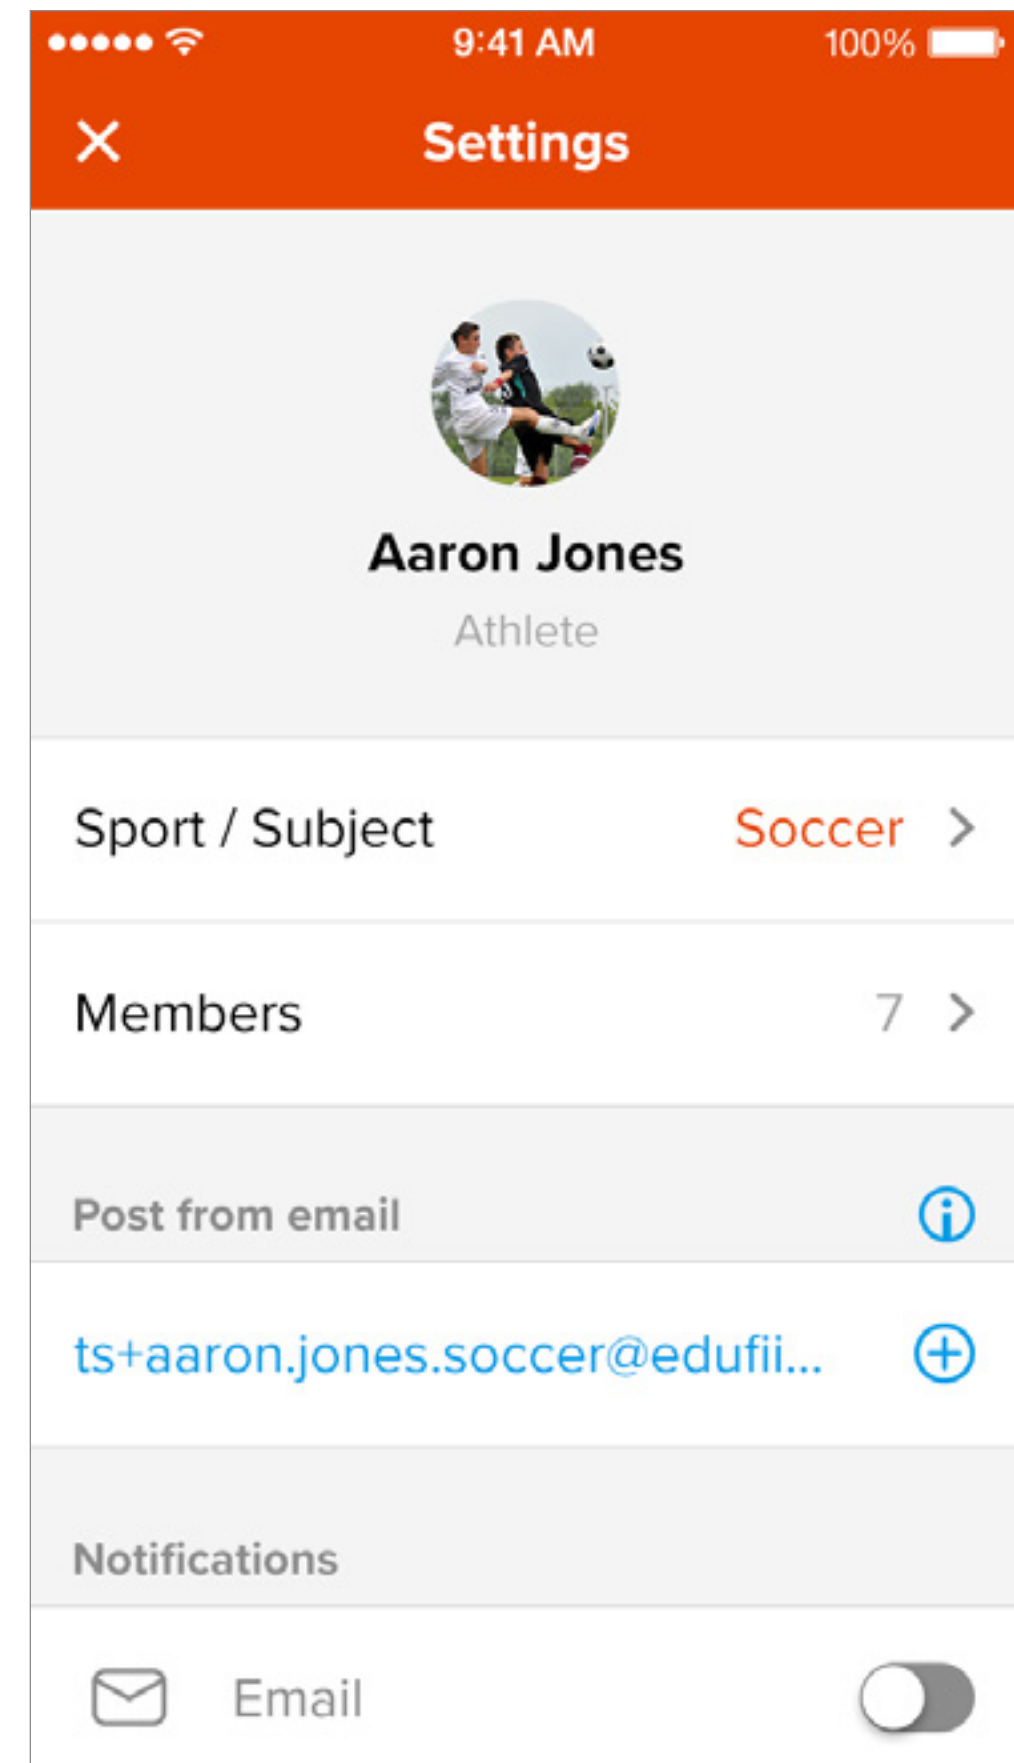 9:41 AM 100%
Settings
Aaron Jones
Athlete
Sport / Subject Soccer
Members 7
Post from email
ts+aaron.jones.soccer@edufii...
Notifications
Email